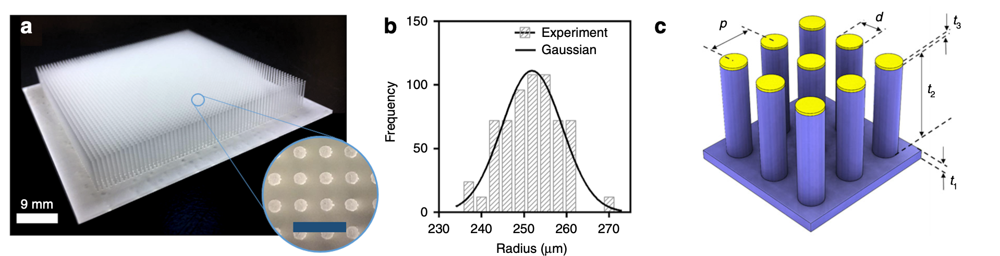 a
9 mm
b
150
100
50
0
Frequency
Experiment
Gaussian
230 240 250 260 270
Radius (μm)
c
p
d
t3
t2
t1